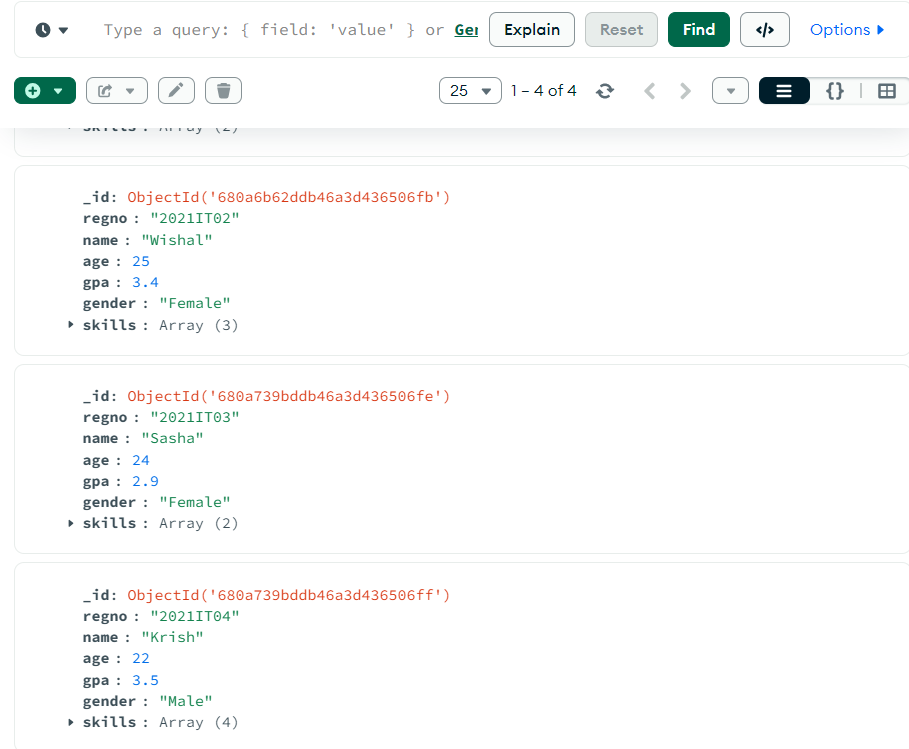 Type a query: { field: 'value' } or Ger
Explain
Reset
Find
</>
Options
25
1 – 4 of 4
{}
skills : Array (2)
_id: ObjectId('680a6b62ddb46a3d436506fb')
regno : "2021IT02"
name : "Wishal"
age : 25
gpa : 3.4
gender : "Female"
skills : Array (3)
_id: ObjectId('680a739bddb46a3d436506fe')
regno : "2021IT03"
name : "Sasha"
age : 24
gpa : 2.9
gender : "Female"
skills : Array (2)
_id: ObjectId('680a739bddb46a3d436506ff')
regno : "2021IT04"
name : "Krish"
age : 22
gpa : 3.5
gender : "Male"
skills : Array (4)